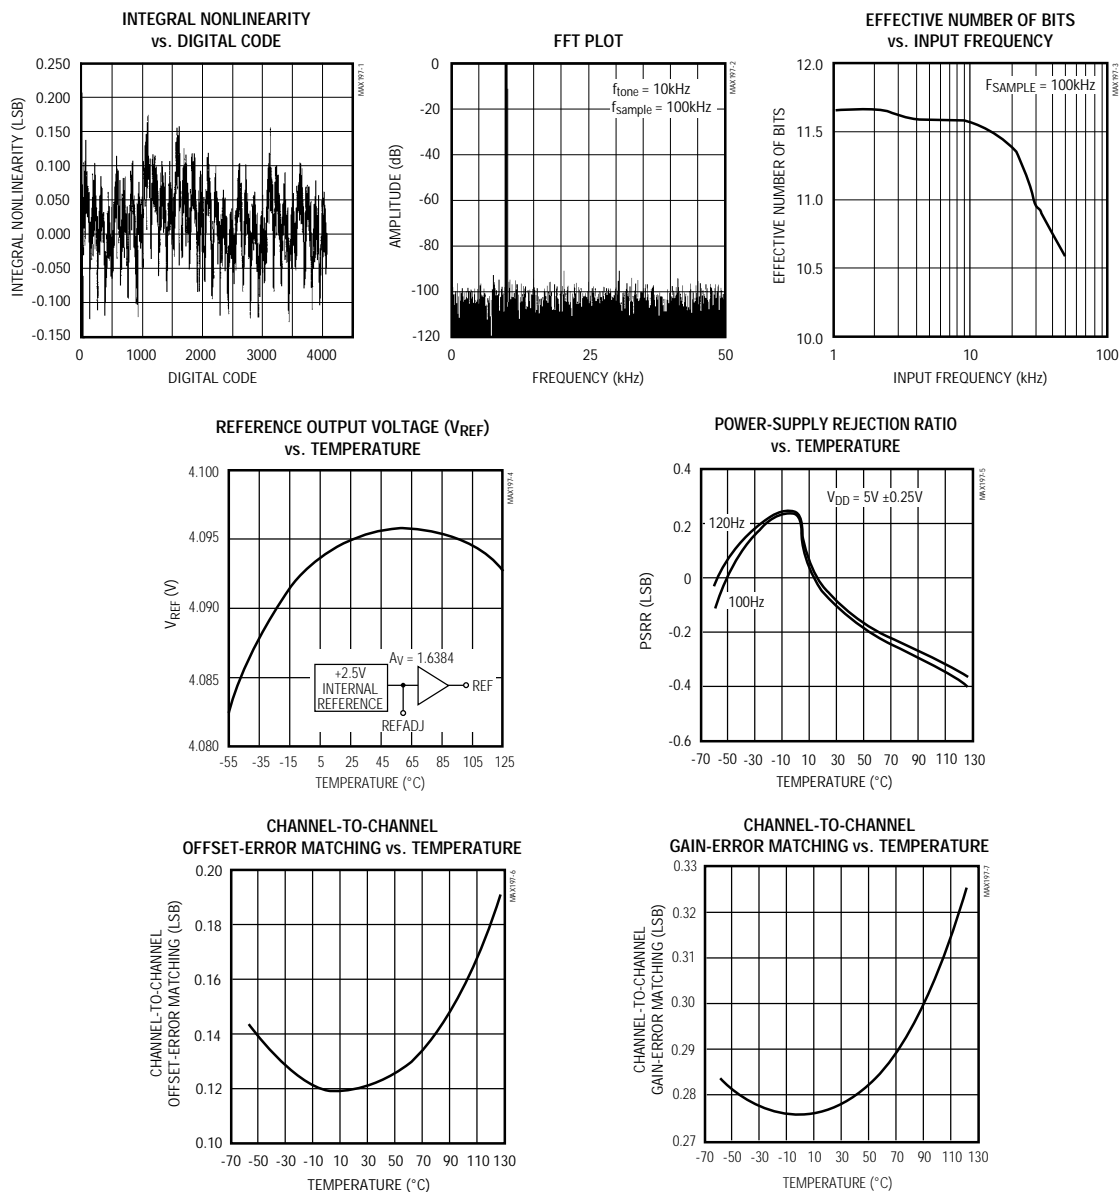 INTEGRAL NONLINEARITY
vs. DIGITAL CODE
INTEGRAL NONLINEARITY (LSB)
0.250
0.200
0.150
0.100
0.050
0.000
-0.050
-0.100
-0.150
0 1000 2000 3000 4000
DIGITAL CODE
MAX197-1
FFT PLOT
AMPLITUDE (dB)
0
-20
-40
-60
-80
-100
-120
ftone = 10kHz
fsample = 100kHz
0 25 50
FREQUENCY (kHz)
MAX197-2
EFFECTIVE NUMBER OF BITS
vs. INPUT FREQUENCY
EFFECTIVE NUMBER OF BITS
12.0
11.5
11.0
10.5
10.0
FSAMPLE = 100kHz
1 10 100
INPUT FREQUENCY (kHz)
MAX197-3
REFERENCE OUTPUT VOLTAGE (VREF)
vs. TEMPERATURE
VREF (V)
4.100
4.095
4.090
4.085
4.080
AV = 1.6384
+2.5V
INTERNAL
REFERENCE
REF
REFADJ
-55 -35 -15 5 25 45 65 85 105 125
TEMPERATURE (°C)
MAX197-4
POWER-SUPPLY REJECTION RATIO
vs. TEMPERATURE
PSRR (LSB)
0.4
0.2
0
-0.2
-0.4
-0.6
VDD = 5V ±0.25V
120Hz
100Hz
-70 -50 -30 -10 10 30 50 70 90 110 130
TEMPERATURE (°C)
MAX197-5
CHANNEL-TO-CHANNEL
OFFSET-ERROR MATCHING vs. TEMPERATURE
CHANNEL-TO-CHANNEL
OFFSET-ERROR MATCHING (LSB)
0.20
0.18
0.16
0.14
0.12
0.10
-70 -50 -30 -10 10 30 50 70 90 110 130
TEMPERATURE (°C)
MAX197-6
CHANNEL-TO-CHANNEL
GAIN-ERROR MATCHING vs. TEMPERATURE
CHANNEL-TO-CHANNEL
GAIN-ERROR MATCHING (LSB)
0.33
0.32
0.31
0.30
0.29
0.28
0.27
-70 -50 -30 -10 10 30 50 70 90 110 130
TEMPERATURE (°C)
MAX197-7